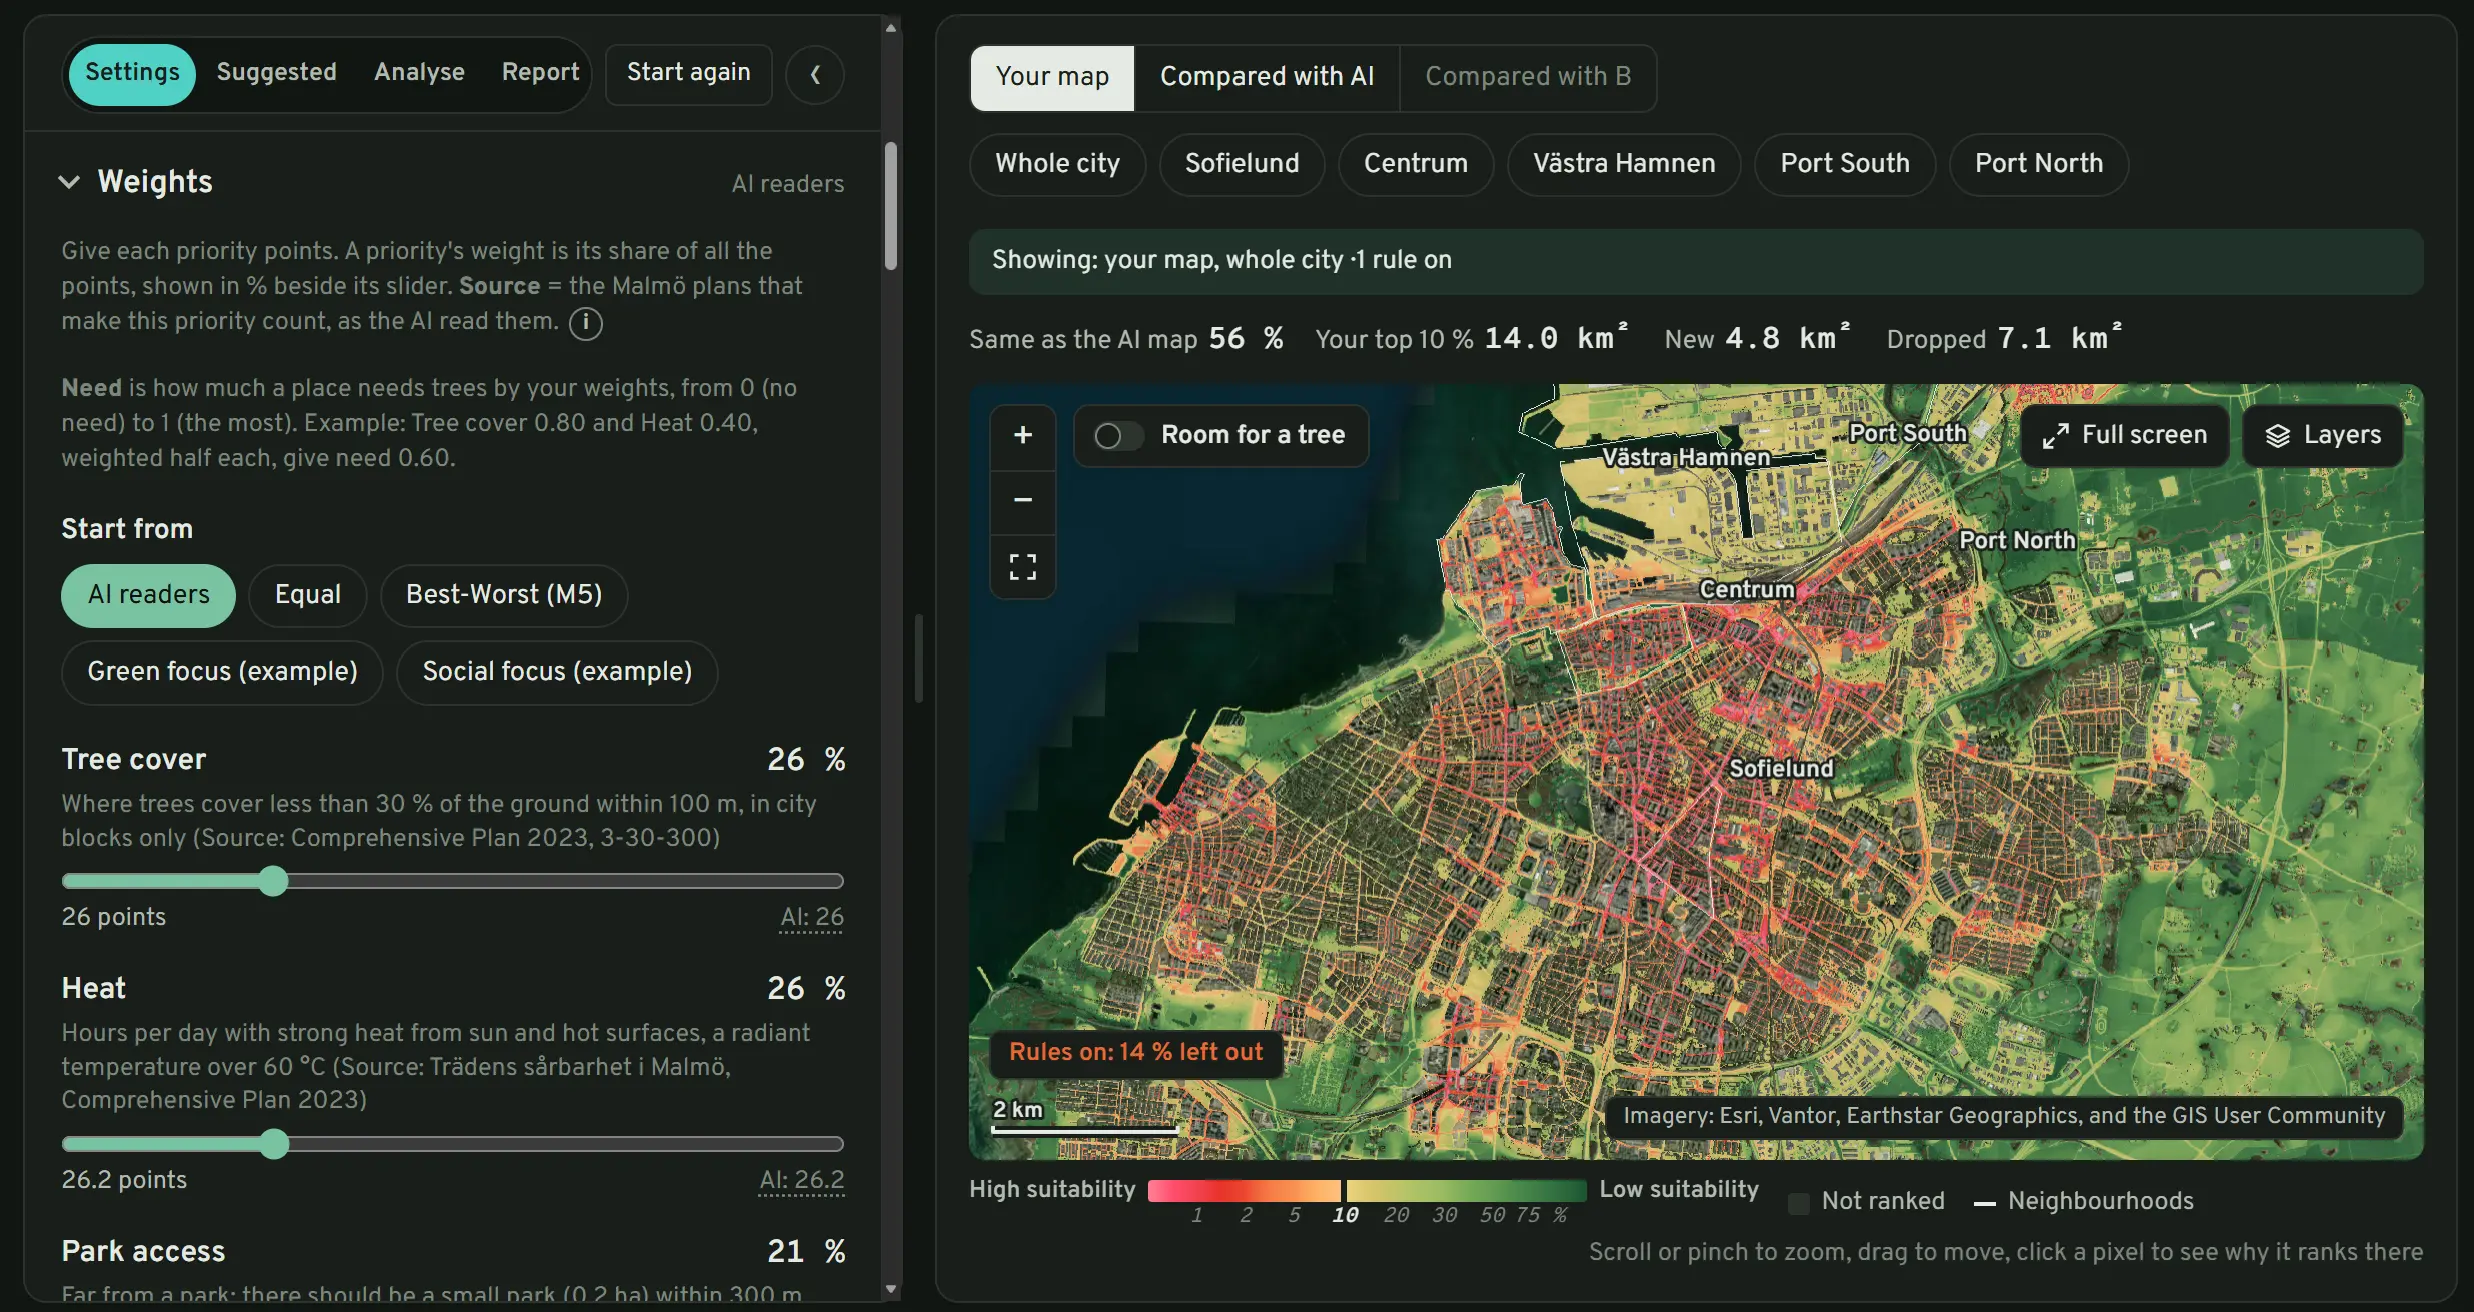 Settings
Suggested
Analyse
Report
Start again
Weights
AI readers
Give each priority points. A priority's weight is its share of all the
points, shown in % beside its slider. Source = the Malmö plans that
make this priority count, as the AI read them.
Need is how much a place needs trees by your weights, from 0 (no
need) to 1 (the most). Example: Tree cover 0.80 and Heat 0.40,
weighted half each, give need 0.60.
Start from
AI readers
Equal
Best-Worst (M5)
Green focus (example)
Social focus (example)
Tree cover
26 %
Where trees cover less than 30 % of the ground within 100 m, in city
blocks only (Source: Comprehensive Plan 2023, 3-30-300)
26 points
AI: 26
Heat
26 %
Hours per day with strong heat from sun and hot surfaces, a radiant
temperature over 60 °C (Source: Trädens sårbarhet i Malmö,
Comprehensive Plan 2023)
26.2 points
AI: 26.2
Park access
21 %
Far from a park: there should be a small park (0.2 ha) within 300 m
Your map
Compared with AI
Compared with B
Whole city
Sofielund
Centrum
Västra Hamnen
Port South
Port North
Showing: your map, whole city ·1 rule on
Same as the AI map 56 %
Your top 10 % 14.0 km²
New 4.8 km²
Dropped 7.1 km²
+
−
Room for a tree
Full screen
Layers
Port South
Västra Hamnen
Port North
Centrum
Sofielund
Rules on: 14 % left out
2 km
Imagery: Esri, Vantor, Earthstar Geographics, and the GIS User Community
High suitability
Low suitability
1 2 5 10 20 30 50 75 %
Not ranked
Neighbourhoods
Scroll or pinch to zoom, drag to move, click a pixel to see why it ranks there